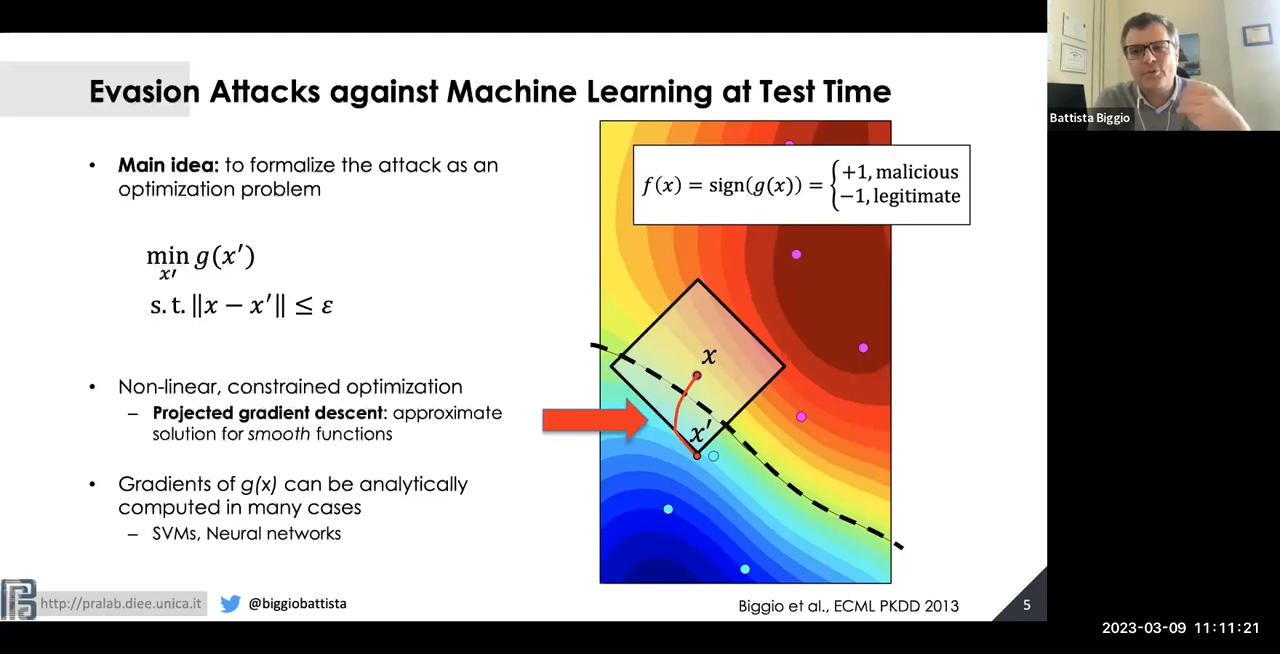 Evasion Attacks against Machine Learning at Test Time
• Main idea: to formalize the attack as an
optimization problem
min g(x′)
x′
s.t. ‖x − x′‖ ≤ ε
• Non-linear, constrained optimization
– Projected gradient descent: approximate
solution for smooth functions
• Gradients of g(x) can be analytically
computed in many cases
– SVMs, Neural networks
f(x) = sign(g(x)) = { +1, malicious
−1, legitimate
x
x′
http://pralab.diee.unica.it
@biggiobattista
Biggio et al., ECML PKDD 2013
5
Battista Biggio
2023-03-09 11:11:21